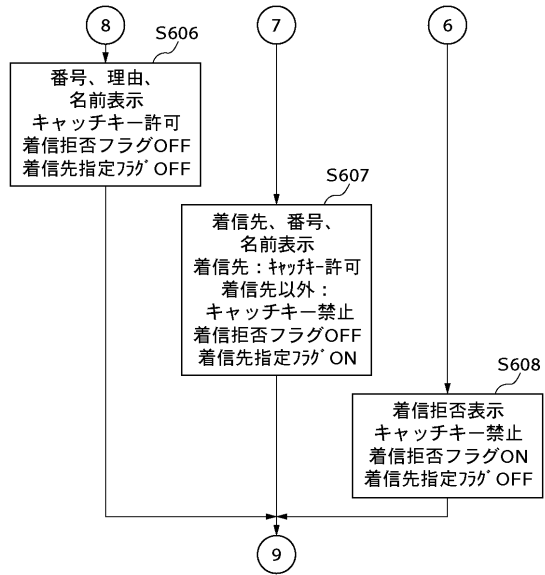 8
7
6
S606
番号、理由、
名前表示
キャッチキー許可
着信拒否フラグOFF
着信先指定ﾌﾗｸﾞOFF
S607
着信先、番号、
名前表示
着信先：ｷｬｯﾁｷｰ許可
着信先以外：
キャッチキー禁止
着信拒否フラグOFF
着信先指定ﾌﾗｸﾞON
S608
着信拒否表示
キャッチキー禁止
着信拒否フラグON
着信先指定ﾌﾗｸﾞOFF
9